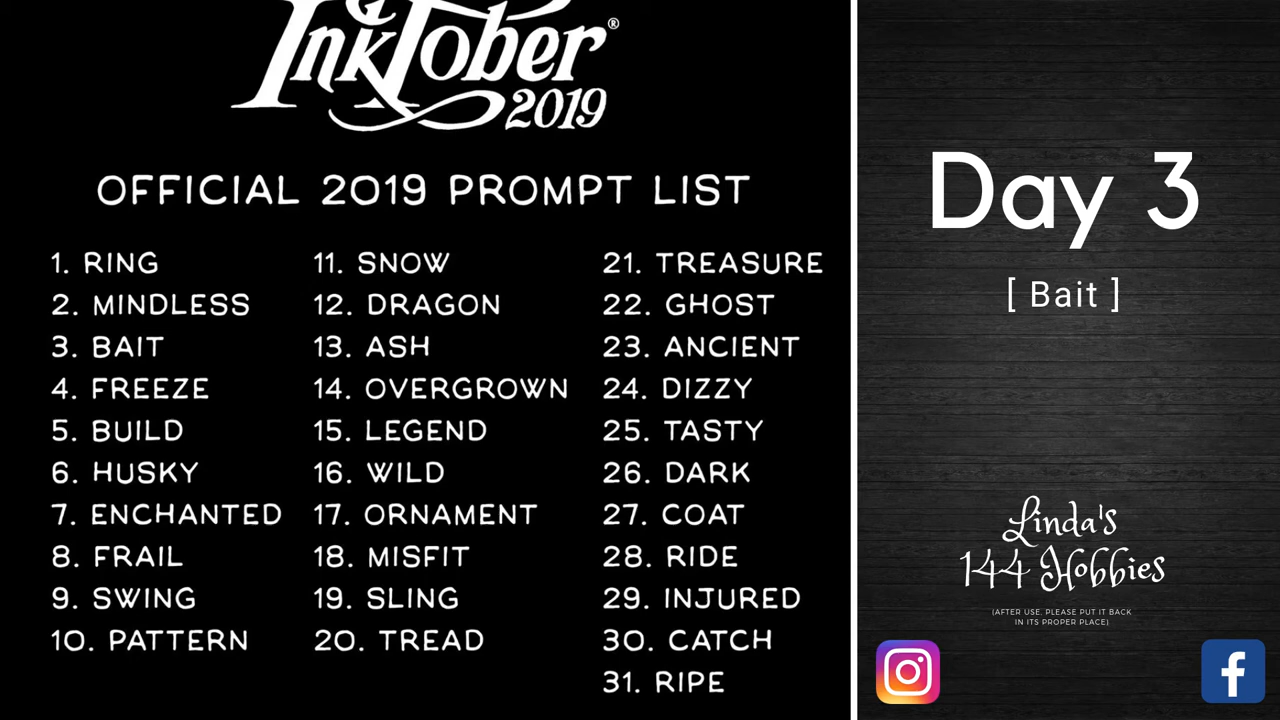 InkTober®
2019
OFFICIAL 2019 PROMPT LIST
1. RING
2. MINDLESS
3. BAIT
4. FREEZE
5. BUILD
6. HUSKY
7. ENCHANTED
8. FRAIL
9. SWING
10. PATTERN
11. SNOW
12. DRAGON
13. ASH
14. OVERGROWN
15. LEGEND
16. WILD
17. ORNAMENT
18. MISFIT
19. SLING
20. TREAD
21. TREASURE
22. GHOST
23. ANCIENT
24. DIZZY
25. TASTY
26. DARK
27. COAT
28. RIDE
29. INJURED
30. CATCH
31. RIPE
Day 3
[ Bait ]
Linda's
144 Hobbies
(AFTER USE, PLEASE PUT IT BACK
IN ITS PROPER PLACE)